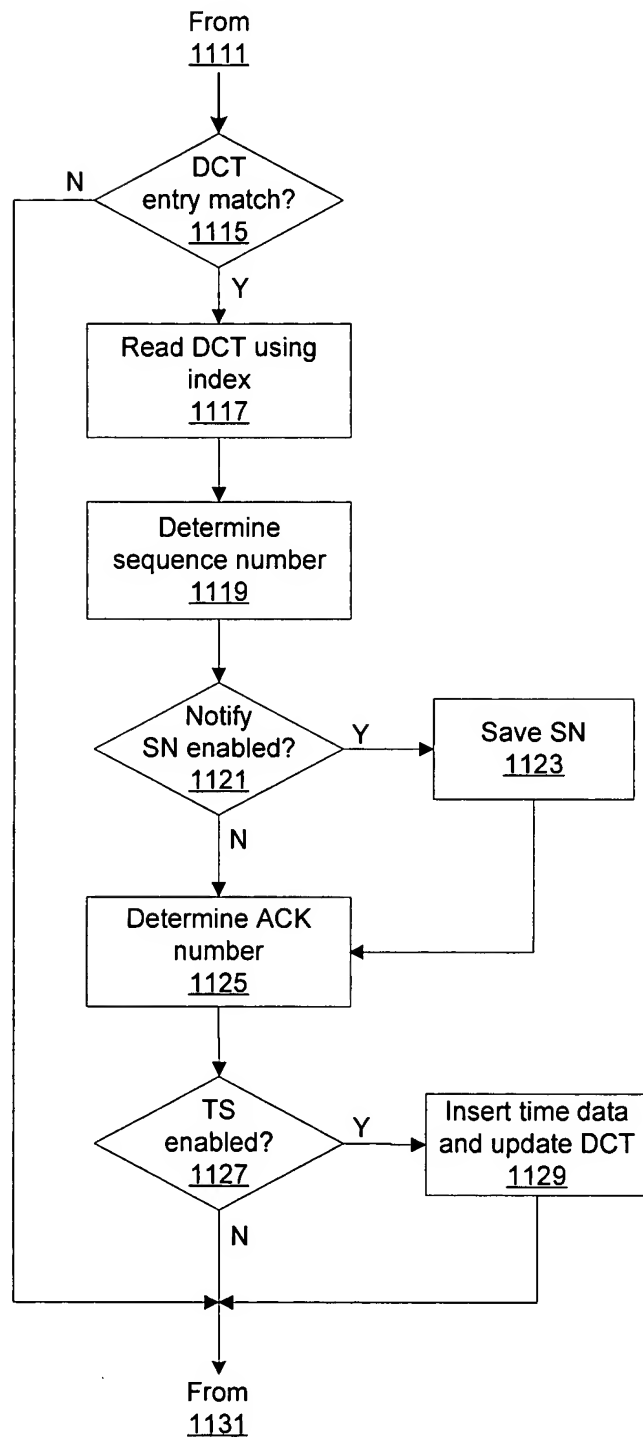 From
1111
DCT
entry match?
1115
N
Y
Read DCT using
index
1117
Determine
sequence number
1119
Notify
SN enabled?
1121
Y
Save SN
1123
N
Determine ACK
number
1125
TS
enabled?
1127
Y
Insert time data
and update DCT
1129
N
From
1131